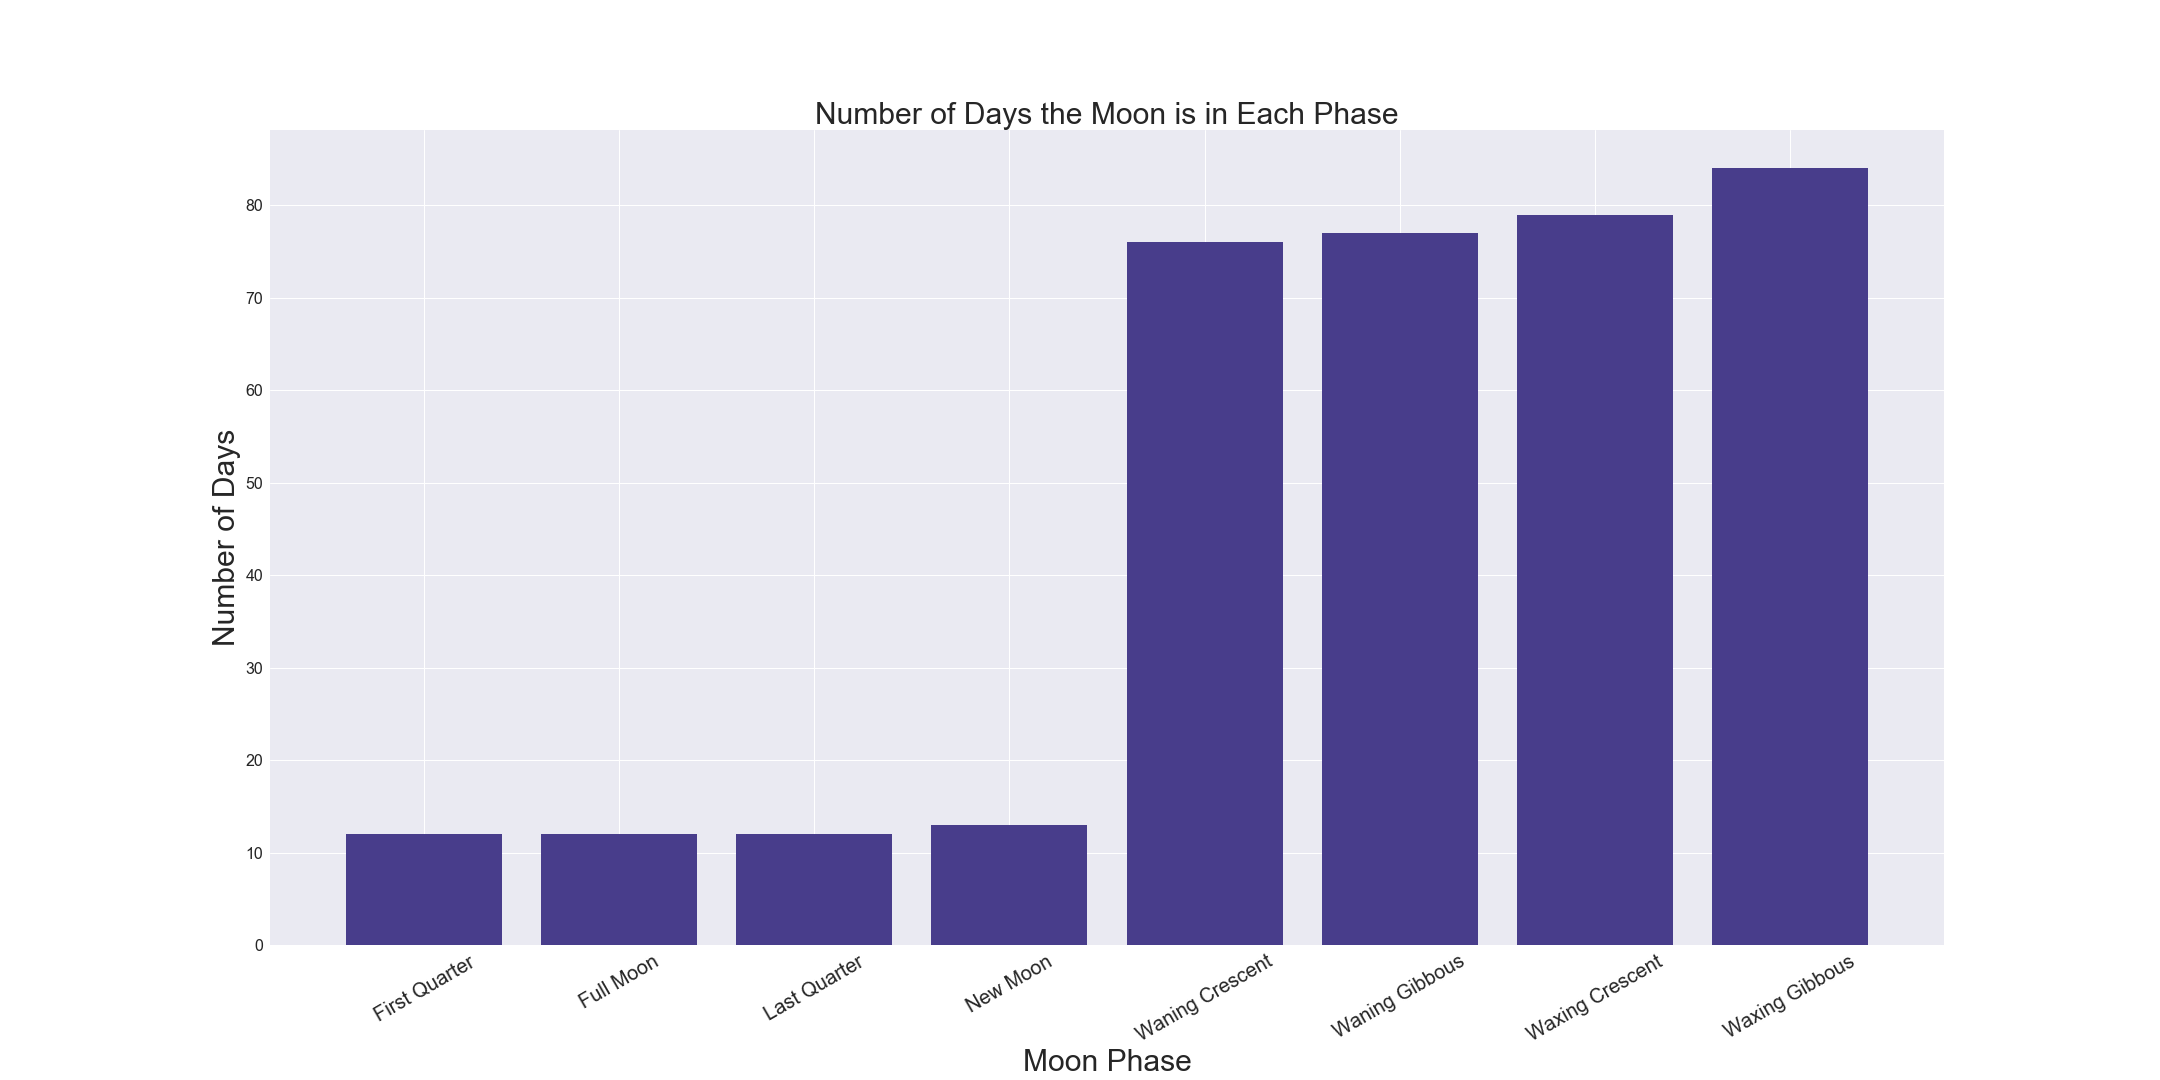 Number of Days the Moon is in Each Phase
Number of Days
80
70
60
50
40
30
20
10
0
First Quarter
Full Moon
Last Quarter
New Moon
Waning Crescent
Waning Gibbous
Waxing Crescent
Waxing Gibbous
Moon Phase